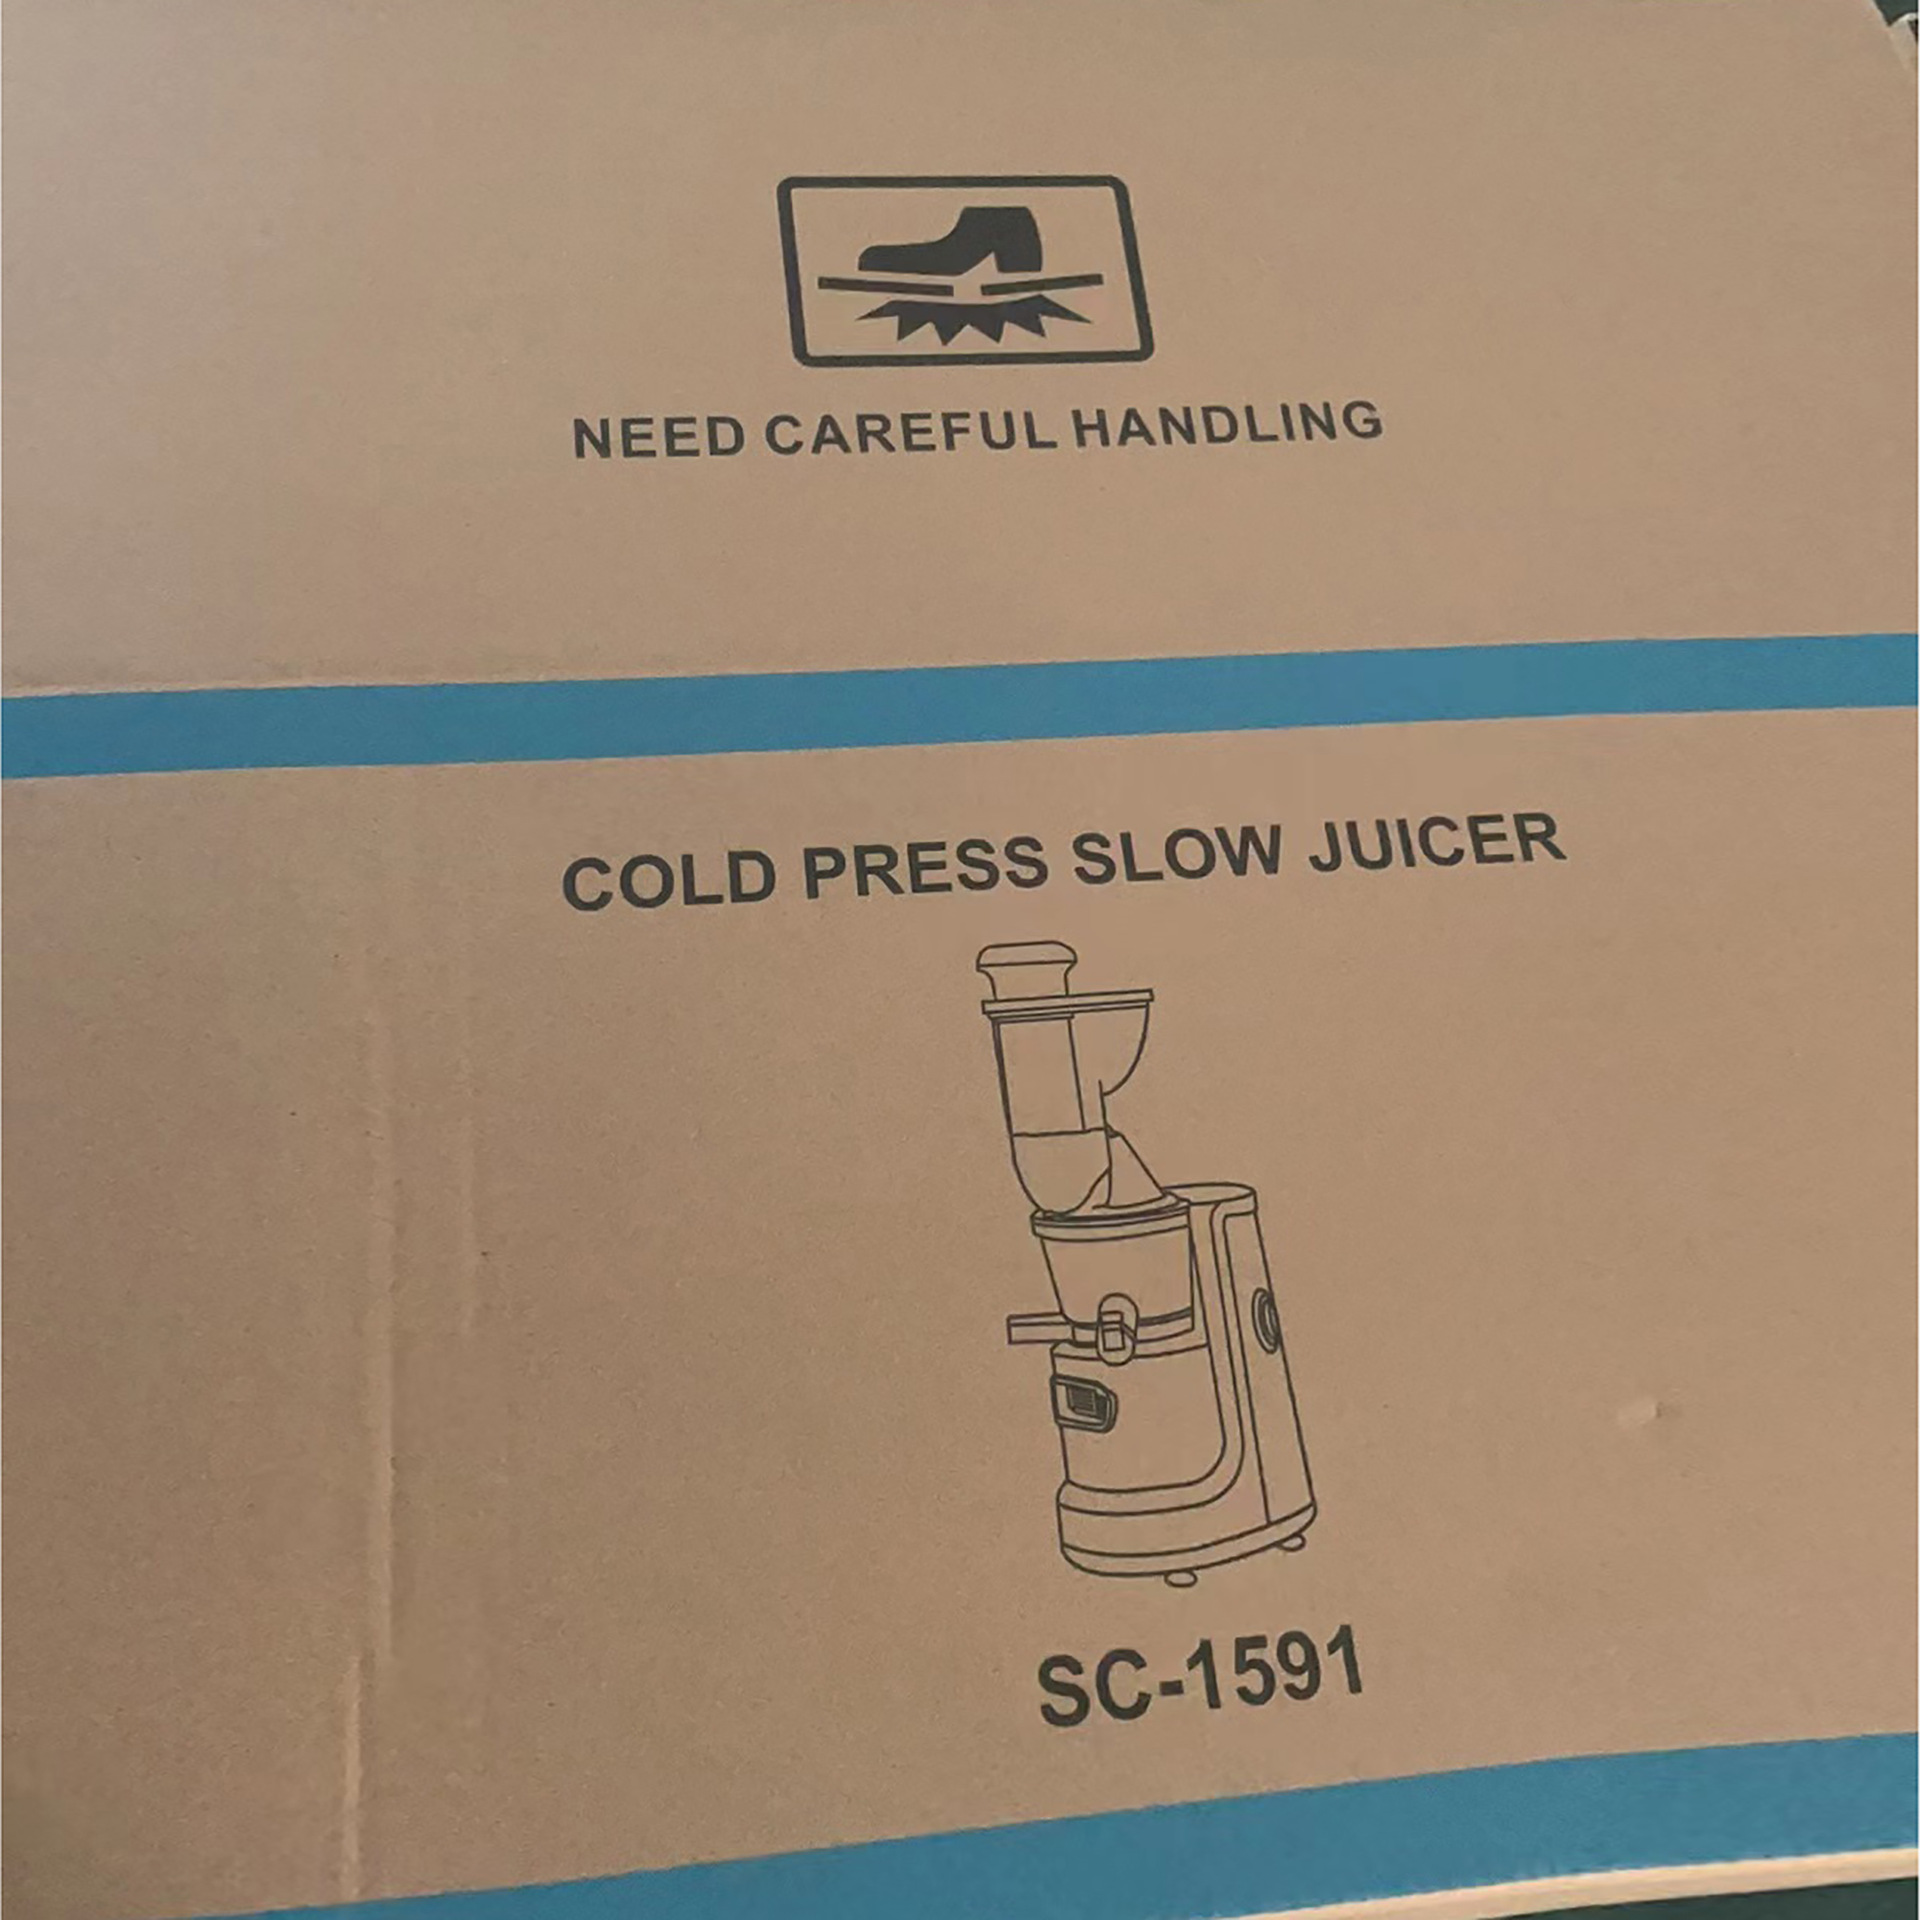 NEED CAREFUL HANDLING
COLD PRESS SLOW JUICER
SC-1591